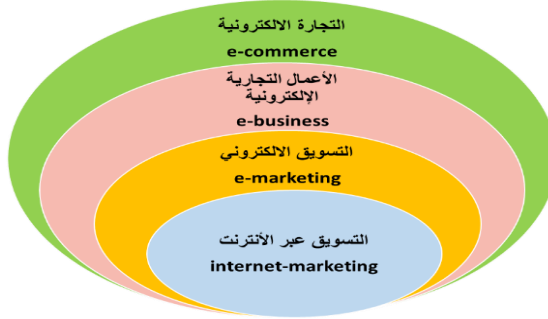 التجارة الالكترونية
e-commerce
الأعمال التجارية
الإلكترونية
e-business
التسويق الالكتروني
e-marketing
التسويق عبر الأنترنت
internet-marketing